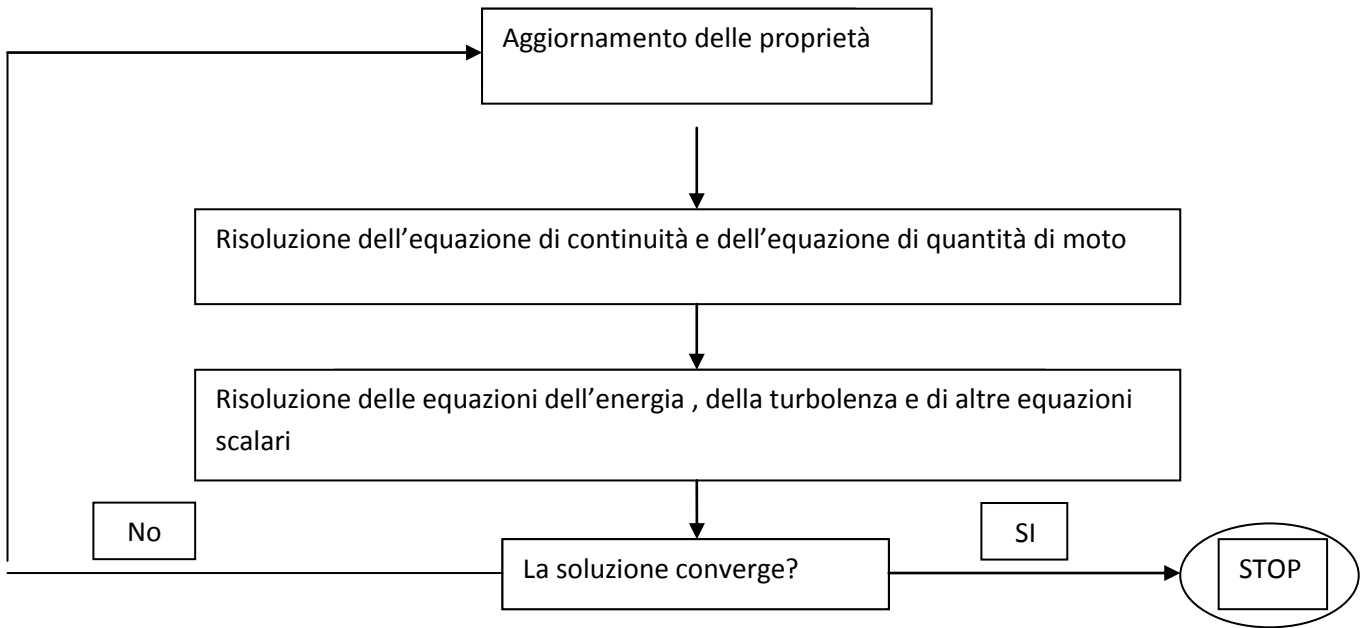 Aggiornamento delle proprietà
Risoluzione dell’equazione di continuità e dell’equazione di quantità di moto
Risoluzione delle equazioni dell’energia , della turbolenza e di altre equazioni
scalari
No
SI
La soluzione converge?
STOP